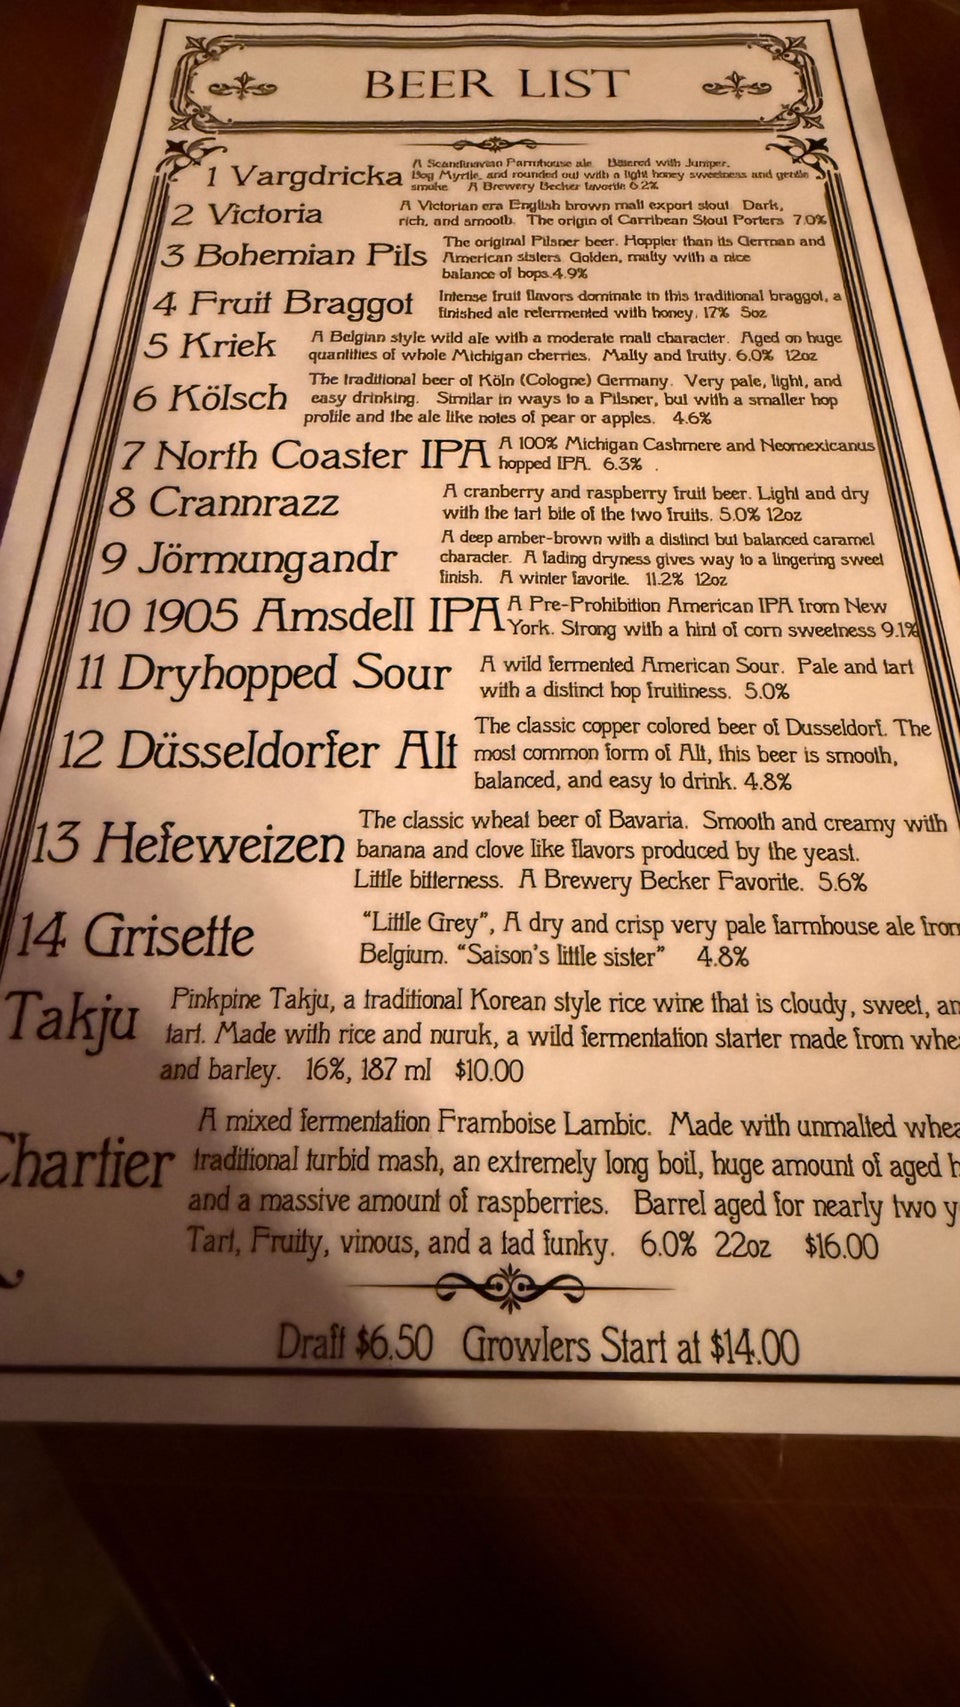 BEER LIST
1 Vargdricka A Scandinavian Farmhouse ale. Bittered with Juniper,
Bog Myrtle, and rounded out with a light honey sweetness and gentle
smoke A Brewery Becker favorite 6.2%
2 Victoria A Victorian era English brown malt export stout Dark,
rich, and smooth. The origin of Carribean Stout Porters 7.0%
3 Bohemian Pils The original Pilsner beer. Hoppier than its German and
American sisters Golden, malty with a nice
balance of hops.4.9%
4 Fruit Braggot Intense fruit flavors dominate in this traditional braggot, a
finished ale refermented with honey. 17% 5oz
5 Kriek A Belgian style wild ale with a moderate malt character. Aged on huge
quantities of whole Michigan cherries. Malty and fruity. 6.0% 12oz
6 Kölsch The traditional beer of Köln (Cologne) Germany. Very pale, light, and
easy drinking. Similar in ways to a Pilsner, but with a smaller hop
profile and the ale like notes of pear or apples. 4.6%
7 North Coaster IPA A 100% Michigan Cashmere and Neomexicanus
hopped IPA. 6.3% .
8 Crannrazz A cranberry and raspberry fruit beer. Light and dry
with the tart bite of the two fruits. 5.0% 12oz
9 Jörmungandr A deep amber-brown with a distinct but balanced caramel
character. A fading dryness gives way to a lingering sweet
finish. A winter favorite. 11.2% 12oz
10 1905 Amsdell IPA A Pre-Prohibition American IPA from New
York. Strong with a hint of corn sweetness 9.1%
11 Dryhopped Sour A wild fermented American Sour. Pale and tart
with a distinct hop fruitiness. 5.0%
12 Düsseldorfer Alt The classic copper colored beer of Dusseldorf. The
most common form of Alt, this beer is smooth,
balanced, and easy to drink. 4.8%
13 Hefeweizen The classic wheat beer of Bavaria. Smooth and creamy with
banana and clove like flavors produced by the yeast.
Little bitterness. A Brewery Becker Favorite. 5.6%
14 Grisette "Little Grey", A dry and crisp very pale farmhouse ale from
Belgium. "Saison's little sister" 4.8%
Takju Pinkpine Takju, a traditional Korean style rice wine that is cloudy, sweet, an
tart. Made with rice and nuruk, a wild fermentation starter made from whe
and barley. 16%, 187 ml $10.00
Chartier A mixed fermentation Framboise Lambic. Made with unmalted whea
traditional turbid mash, an extremely long boil, huge amount of aged h
and a massive amount of raspberries. Barrel aged for nearly two y
Tart, Fruity, vinous, and a tad funky. 6.0% 22oz $16.00
Draft $6.50 Growlers Start at $14.00